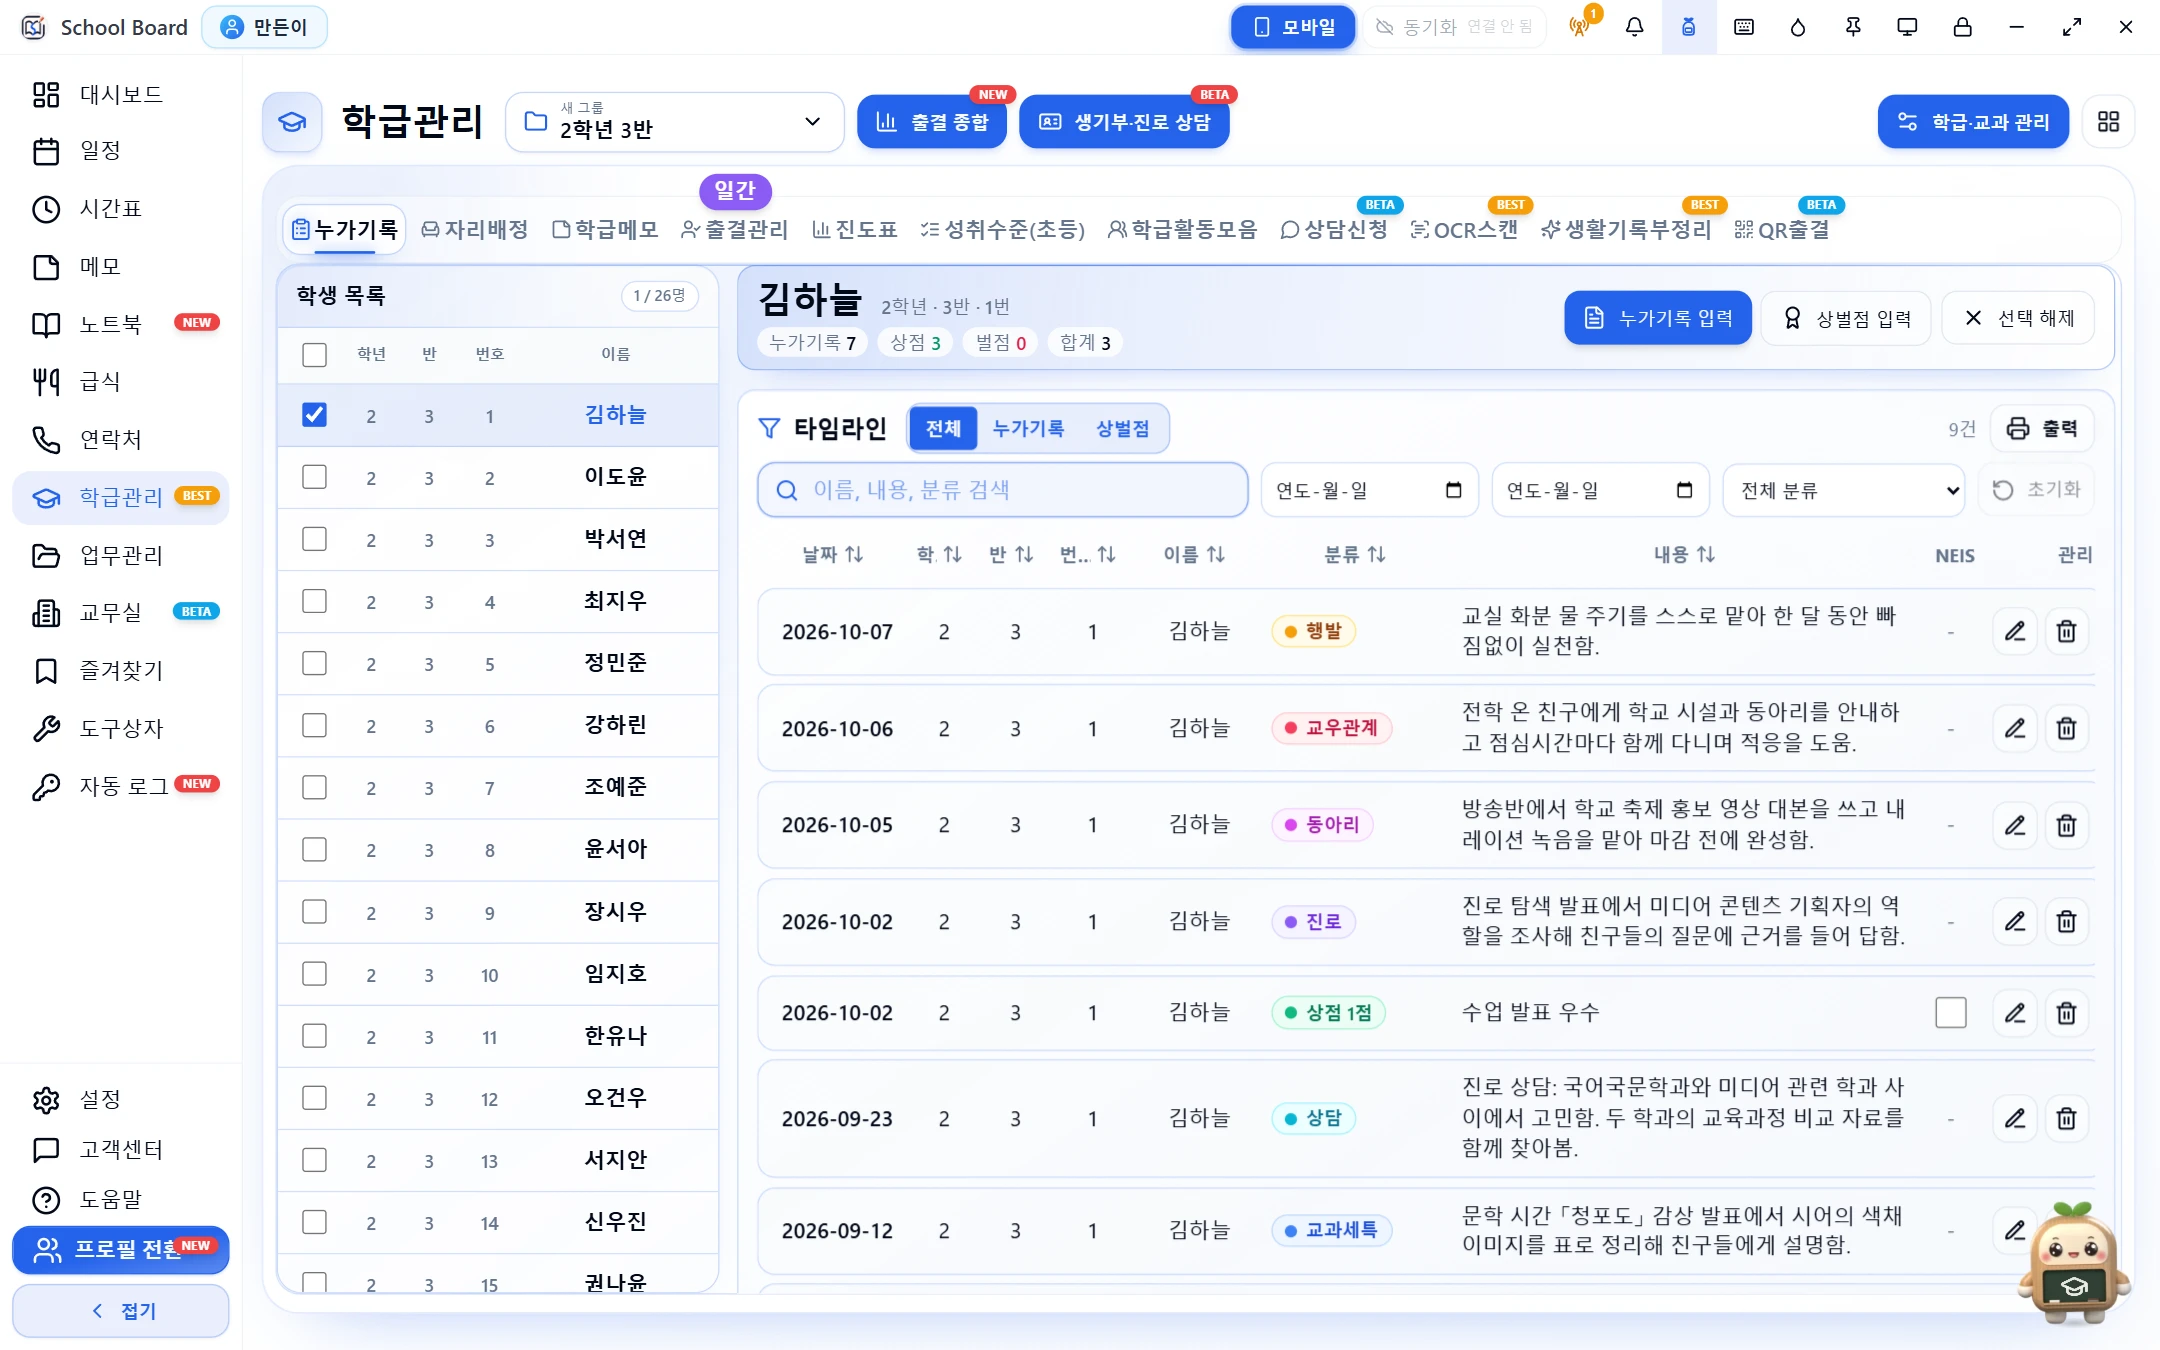 School Board
만든이
모바일
동기화 연결 안 됨
1
대시보드
일정
시간표
메모
노트북 NEW
급식
연락처
학급관리 BEST
업무관리
교무실 BETA
즐겨찾기
도구상자
자동 로그 NEW
설정
고객센터
도움말
프로필 전환 NEW
접기
학급관리
새 그룹
2학년 3반
출결 종합 NEW
생기부·진로 상담 BETA
학급·교과 관리
일간
누가기록
자리배정
학급메모
출결관리
진도표
성취수준(초등)
학급활동모음
상담신청 BETA
OCR스캔 BEST
생활기록부정리 BEST
QR출결 BETA
학생 목록
1 / 26명
학년 반 번호 이름
2 3 1 김하늘
2 3 2 이도윤
2 3 3 박서연
2 3 4 최지우
2 3 5 정민준
2 3 6 강하린
2 3 7 조예준
2 3 8 윤서아
2 3 9 장시우
2 3 10 임지호
2 3 11 한유나
2 3 12 오건우
2 3 13 서지안
2 3 14 신우진
2 3 15 권나윤
김하늘 2학년 · 3반 · 1번
누가기록 7 상점 3 벌점 0 합계 3
누가기록 입력
상벌점 입력
선택 해제
타임라인
전체 누가기록 상벌점
9건
출력
이름, 내용, 분류 검색
연도-월-일
연도-월-일
전체 분류
초기화
날짜 학. 반 번... 이름 분류 내용 NEIS 관리
2026-10-07 2 3 1 김하늘 행발 교실 화분 물 주기를 스스로 맡아 한 달 동안 빠
짐없이 실천함. -
2026-10-06 2 3 1 김하늘 교우관계 전학 온 친구에게 학교 시설과 동아리를 안내하
고 점심시간마다 함께 다니며 적응을 도움. -
2026-10-05 2 3 1 김하늘 동아리 방송반에서 학교 축제 홍보 영상 대본을 쓰고 내
레이션 녹음을 맡아 마감 전에 완성함. -
2026-10-02 2 3 1 김하늘 진로 진로 탐색 발표에서 미디어 콘텐츠 기획자의 역
할을 조사해 친구들의 질문에 근거를 들어 답함. -
2026-10-02 2 3 1 김하늘 상점 1점 수업 발표 우수
2026-09-23 2 3 1 김하늘 상담 진로 상담: 국어국문학과와 미디어 관련 학과 사
이에서 고민함. 두 학과의 교육과정 비교 자료를
함께 찾아봄. -
2026-09-12 2 3 1 김하늘 교과세특 문학 시간 「청포도」 감상 발표에서 시어의 색채
이미지를 표로 정리해 친구들에게 설명함. -